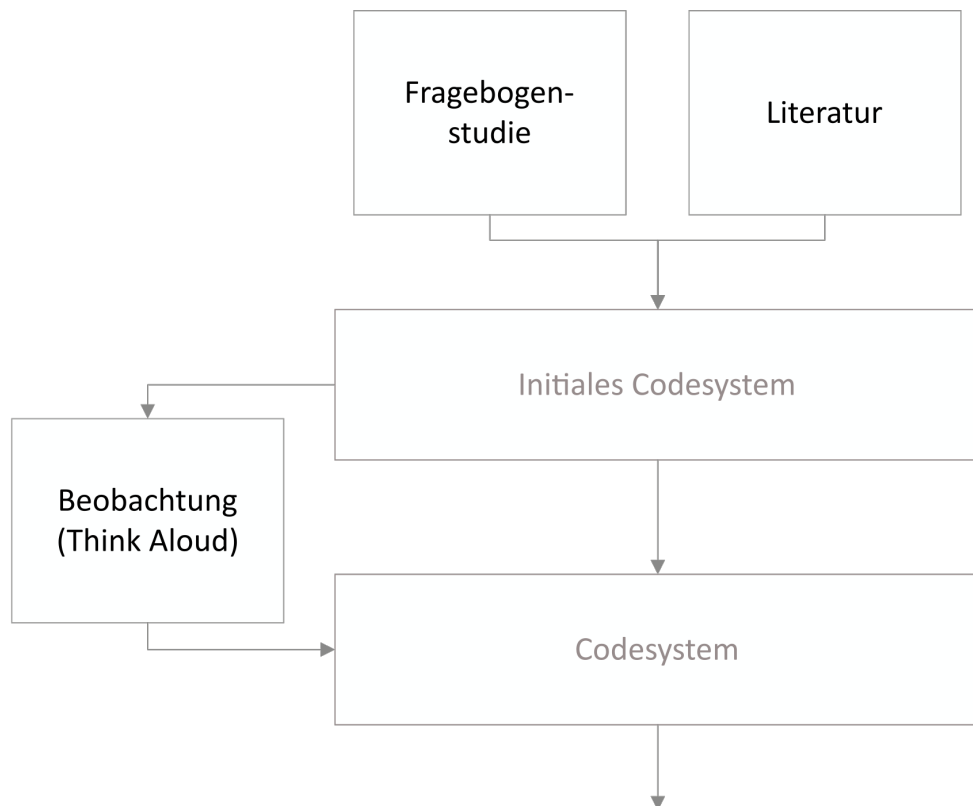 Fragebogen-
studie
Literatur
Initiales Codesystem
Beobachtung
(Think Aloud)
Codesystem